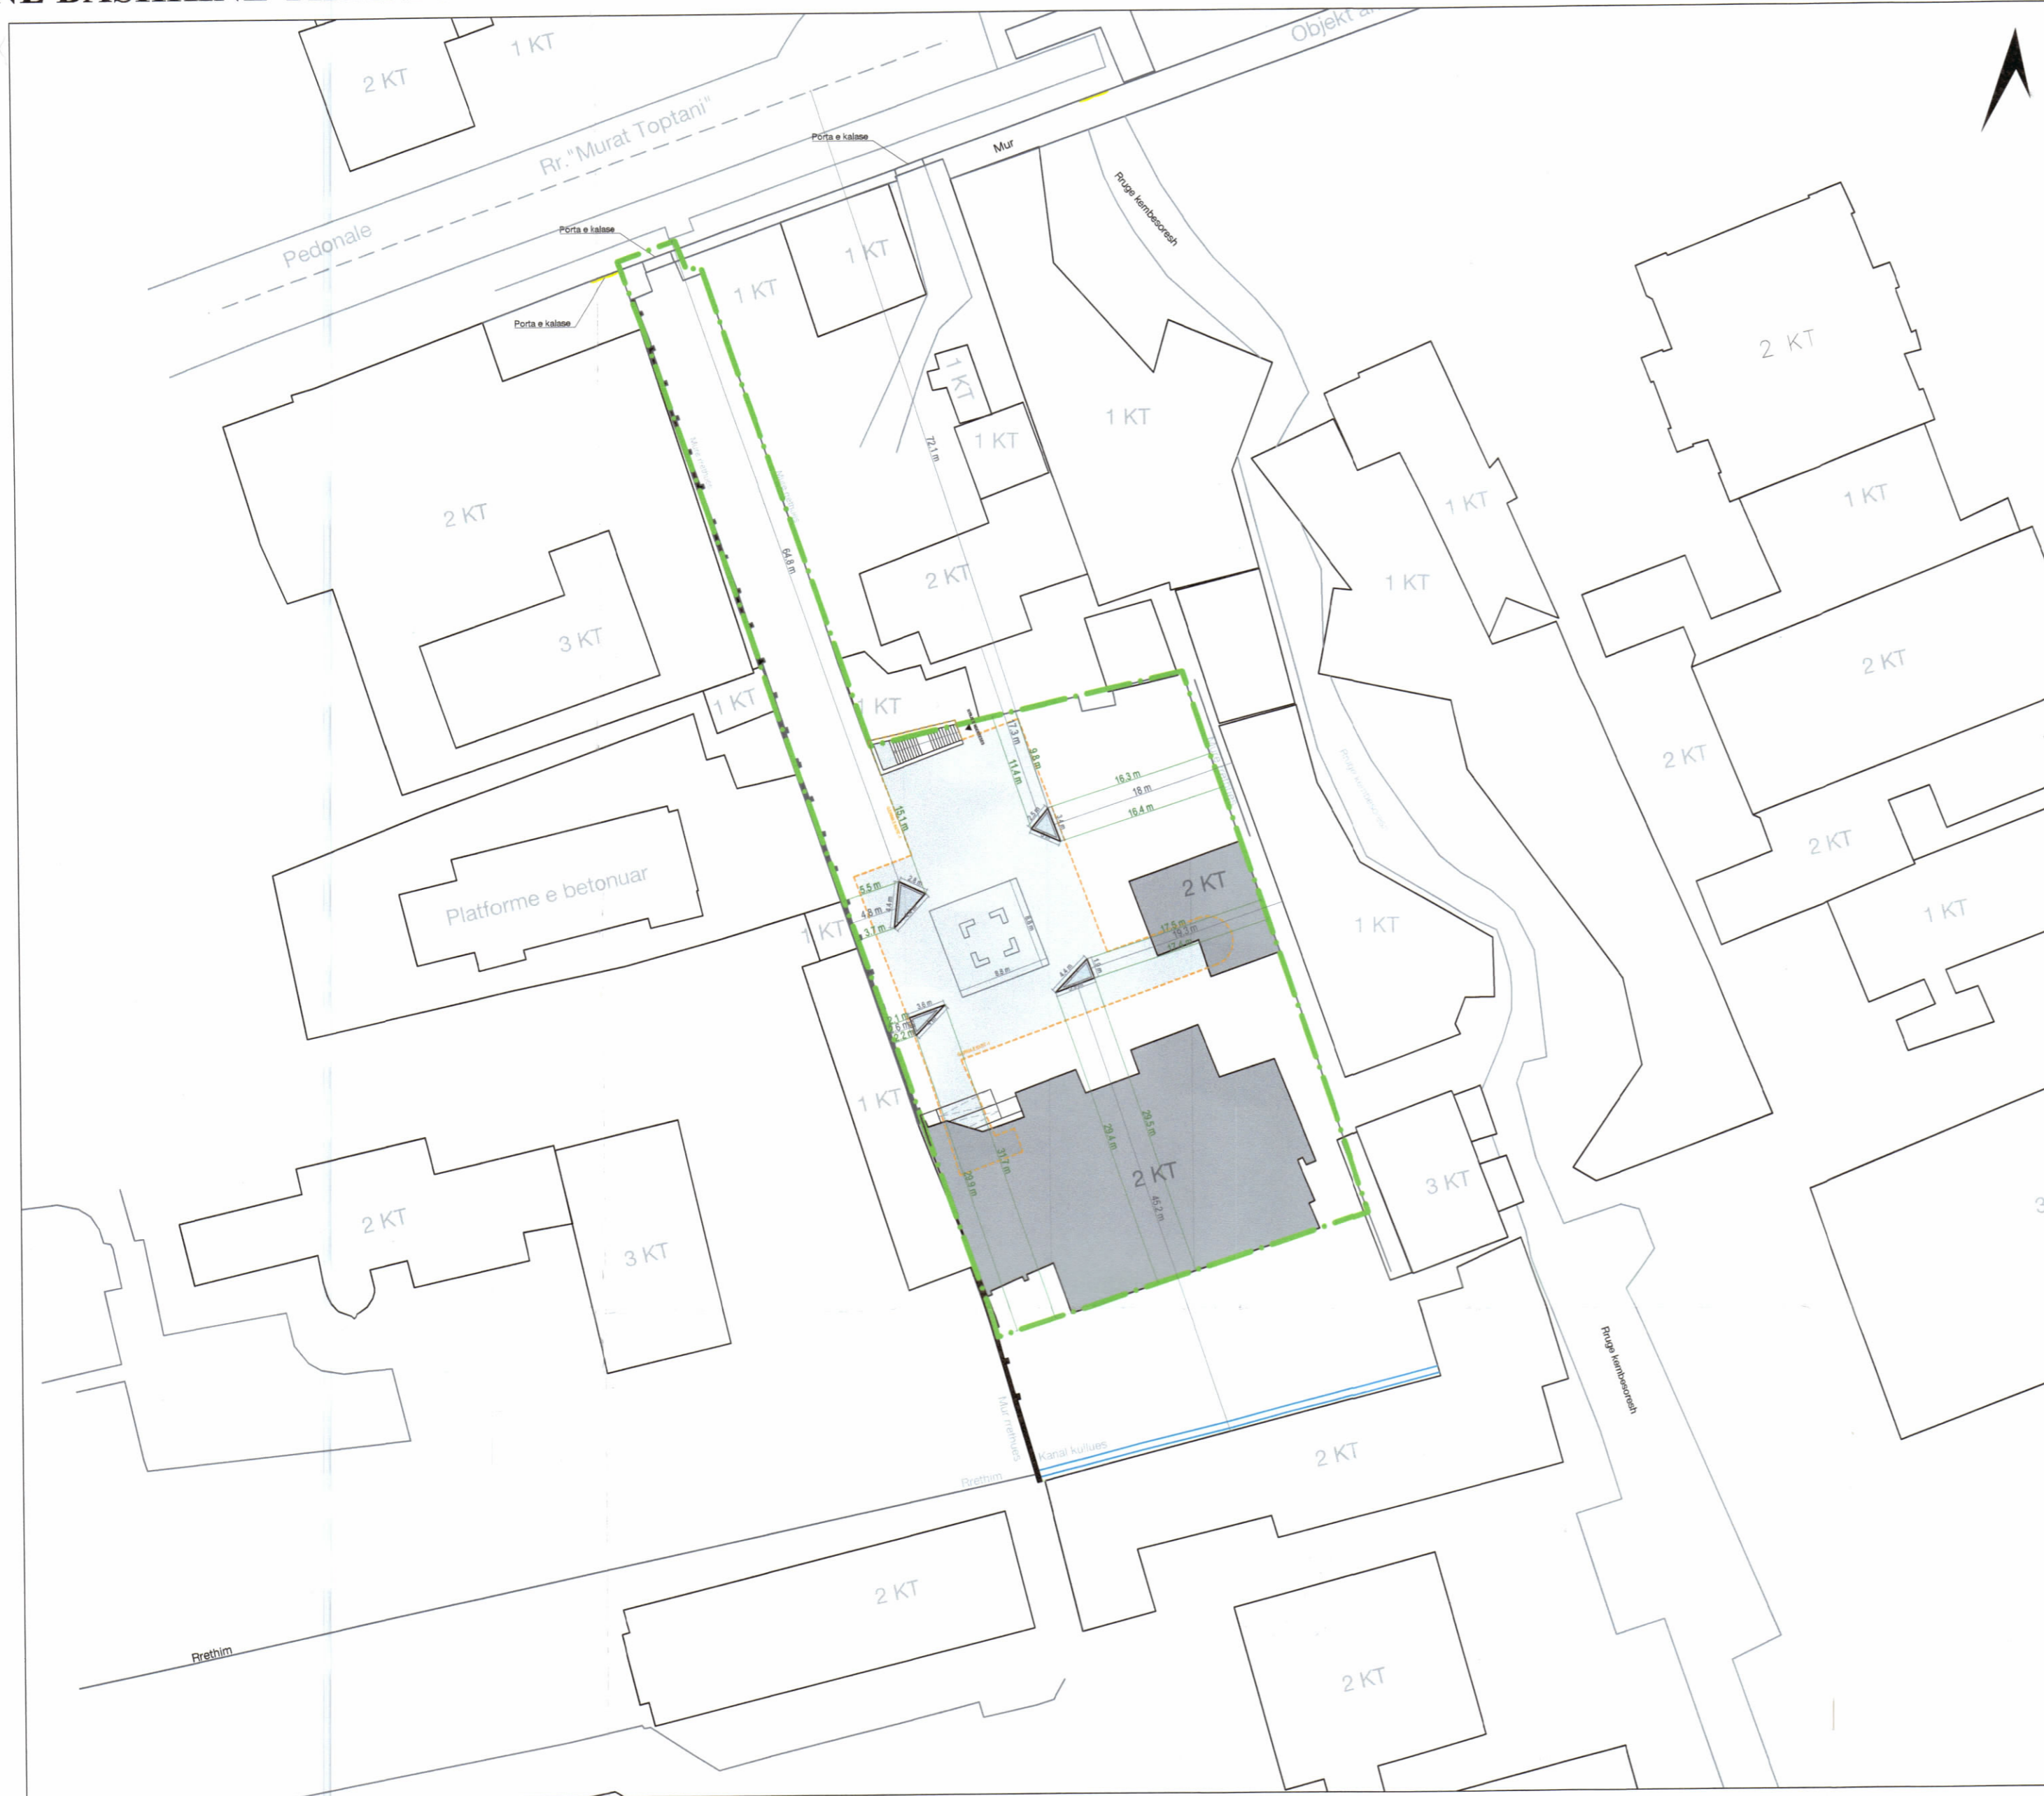 1 KT
2 KT
Objekt
Rr."Murat Toptani"
Pedonale
Porta e kalase
Mur
Rruge kembesoresh
Porta e kalase
1 KT
1 KT
Porta e kalase
2 KT
1 KT
1 KT
1 KT
72.1 m
1 KT
1 KT
2 KT
64.8 m
2 KT
1 KT
3 KT
2 KT
1 KT
1 KT
2 KT
17.3 m
9.8 m
11.4 m
16.3 m
18 m
16.4 m
15.1 m
2 KT
Platforme e betonuar
5.5 m
4.8 m
3.7 m
1 KT
2 KT
17.5 m
1 KT
1 KT
3.6 m
1 KT
29.5 m
29.4 m
31.7 m
29.9 m
2 KT
45.2 m
3 KT
2 KT
3 KT
Rruge kembesoresh
Mur rrethues
Kanal kullues
Rrethim
2 KT
2 KT
Rrethim
2 KT